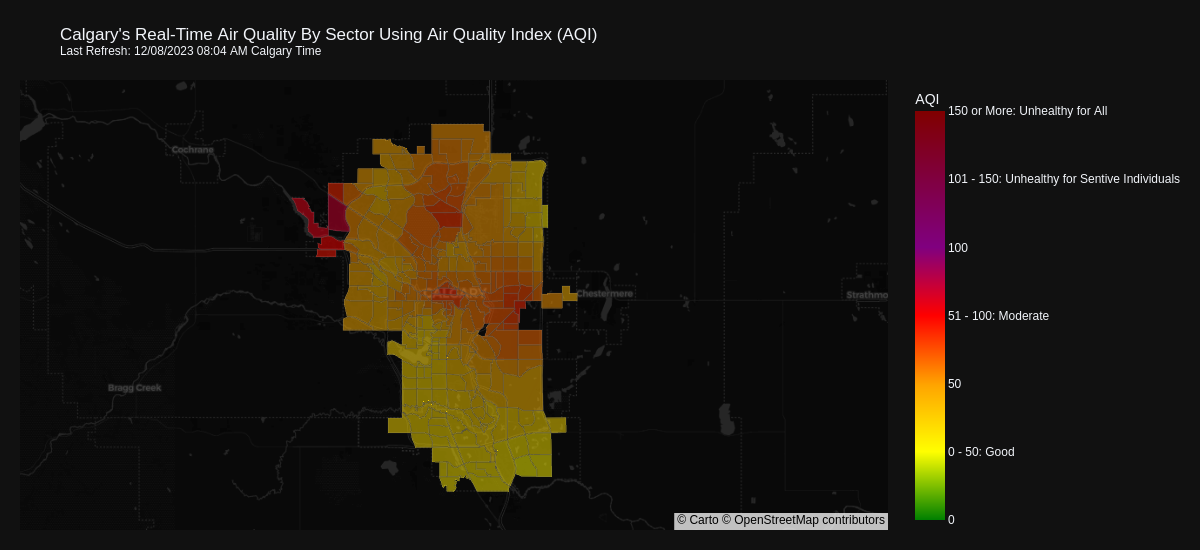 Calgary's Real-Time Air Quality By Sector Using Air Quality Index (AQI)
Last Refresh: 12/08/2023 08:04 AM Calgary Time
AQI
150 or More: Unhealthy for All
Cochrane
101 - 150: Unhealthy for Sentive Individuals
100
CALGARY
Chestermere
Strathmo
51 - 100: Moderate
50
Bragg Creek
0 - 50: Good
© Carto © OpenStreetMap contributors
0